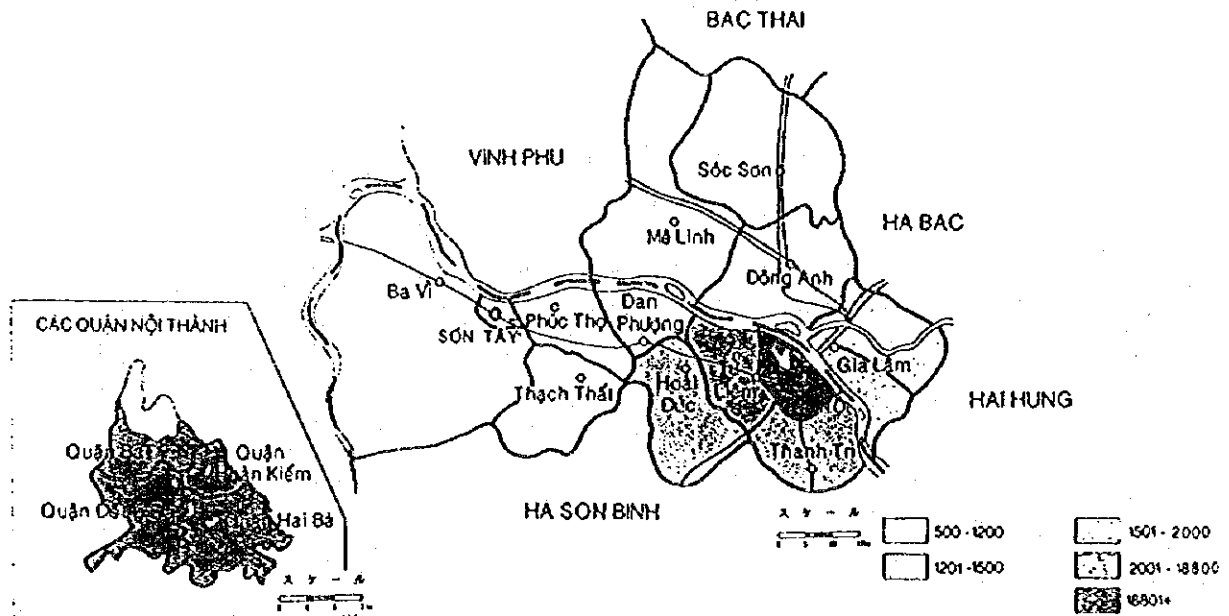 BAC THAI
VINH PHU
Sóc Sơn
HA BAC
Mê Linh
Đông Anh
Ba Vì
Đan
Phượng
Phúc Thọ
SƠN TÂY
CÁC QUẬN NỘI THÀNH
Gia Lâm
Hoài
Đức
Từ
Liêm
Thạch Thất
HAI HUNG
Quận
Quận
Kiếm
Thanh Trì
Quận
Hai Bà
HA SON BINH
スケール
500-1200
1501-2000
1201-1500
2001-18800
18801+
スケール